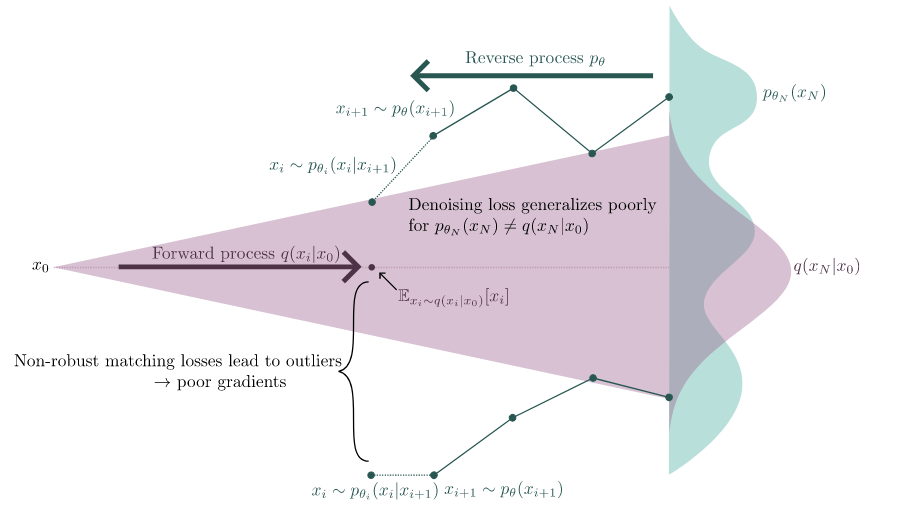 Reverse process $p_\theta$
$p_{\theta_N}(x_N)$
$x_{i+1} \sim p_\theta(x_{i+1})$
$x_i \sim p_{\theta_i}(x_i|x_{i+1})$
Denoising loss generalizes poorly
for $p_{\theta_N}(x_N) \neq q(x_N|x_0)$
Forward process $q(x_i|x_0)$
$x_0$
$q(x_N|x_0)$
$\mathbb{E}_{x_i \sim q(x_i|x_0)}[x_i]$
Non-robust matching losses lead to outliers
→ poor gradients
$x_i \sim p_{\theta_i}(x_i|x_{i+1})$ $x_{i+1} \sim p_\theta(x_{i+1})$